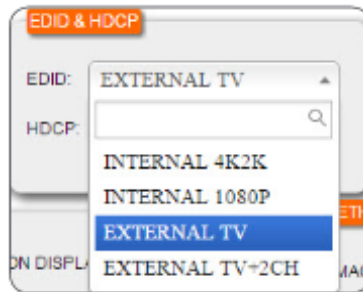 EDID & HDCP
EDID: EXTERNAL TV
HDCP:
INTERNAL 4K2K
INTERNAL 1080P
EXTERNAL TV
EXTERNAL TV+2CH